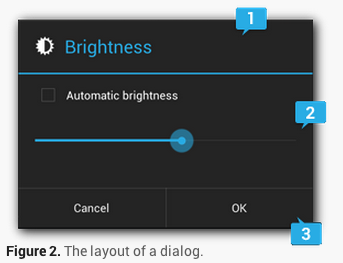 1
Brightness
Automatic brightness
2
Cancel OK
3
Figure 2. The layout of a dialog.